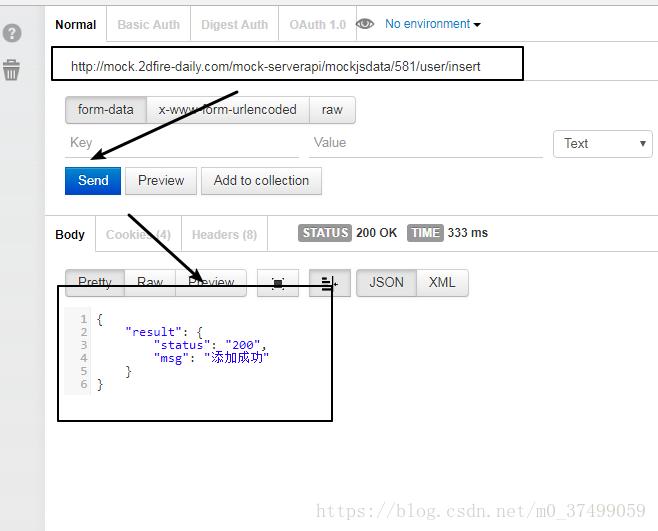 Normal Basic Auth Digest Auth OAuth 1.0 No environment
http://mock.2dfire-daily.com/mock-serverapi/mockjsdata/581/user/insert
form-data x-www-form-urlencoded raw
Key Value Text
Send Preview Add to collection
Body Cookies (4) Headers (8) STATUS 200 OK TIME 333 ms
Pretty Raw Preview JSON XML
1 {
2 "result": {
3 "status": "200",
4 "msg": "添加成功"
5 }
6 }
https://blog.csdn.net/m0_37499059